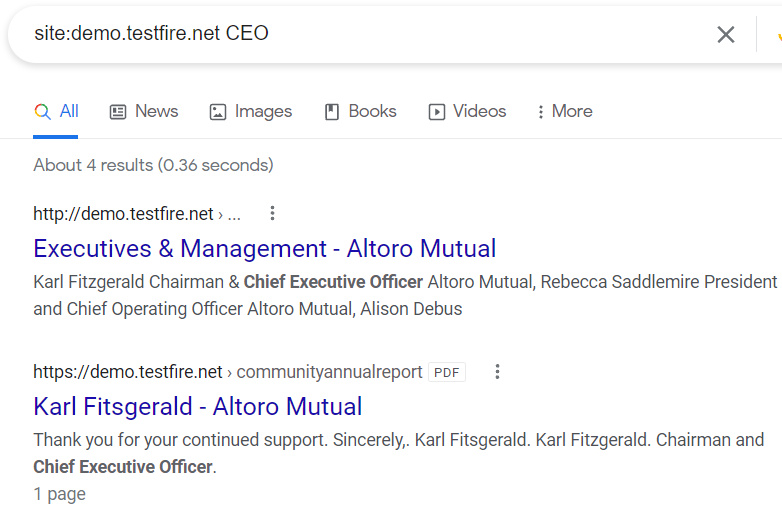 site:demo.testfire.net CEO
All News Images Books Videos More
About 4 results (0.36 seconds)
http://demo.testfire.net › ...
Executives & Management - Altoro Mutual
Karl Fitzgerald Chairman & Chief Executive Officer Altoro Mutual, Rebecca Saddlemire President
and Chief Operating Officer Altoro Mutual, Alison Debus
https://demo.testfire.net › communityannualreport PDF
Karl Fitsgerald - Altoro Mutual
Thank you for your continued support. Sincerely,. Karl Fitsgerald. Karl Fitzgerald. Chairman and
Chief Executive Officer.
1 page